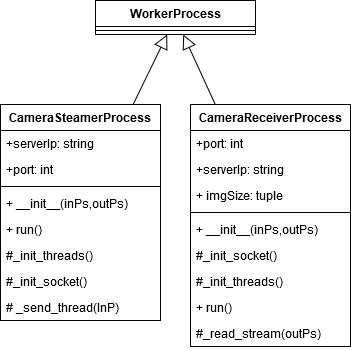 WorkerProcess
CameraSteamerProcess
+serverIp: string
+port: int
+ __init__(inPs,outPs)
+ run()
#_init_threads()
#_init_socket()
# _send_thread(InP)
CameraReceiverProcess
+port: int
+serverIp: string
+ imgSize: tuple
+ __init__(inPs,outPs)
#_init_socket()
#_init_threads()
+ run()
#_read_stream(outPs)